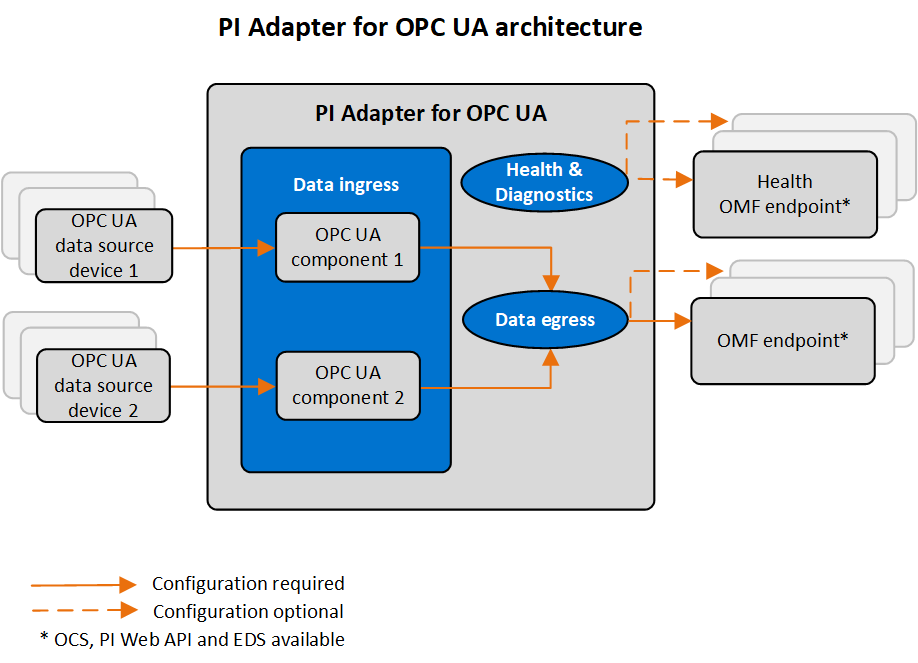 PI Adapter for OPC UA architecture
PI Adapter for OPC UA
Data ingress
Health &
Diagnostics
Health
OMF endpoint*
OPC UA
data source
device 1
OPC UA
component 1
Data egress
OMF endpoint*
OPC UA
data source
device 2
OPC UA
component 2
Configuration required
Configuration optional
* OCS, PI Web API and EDS available